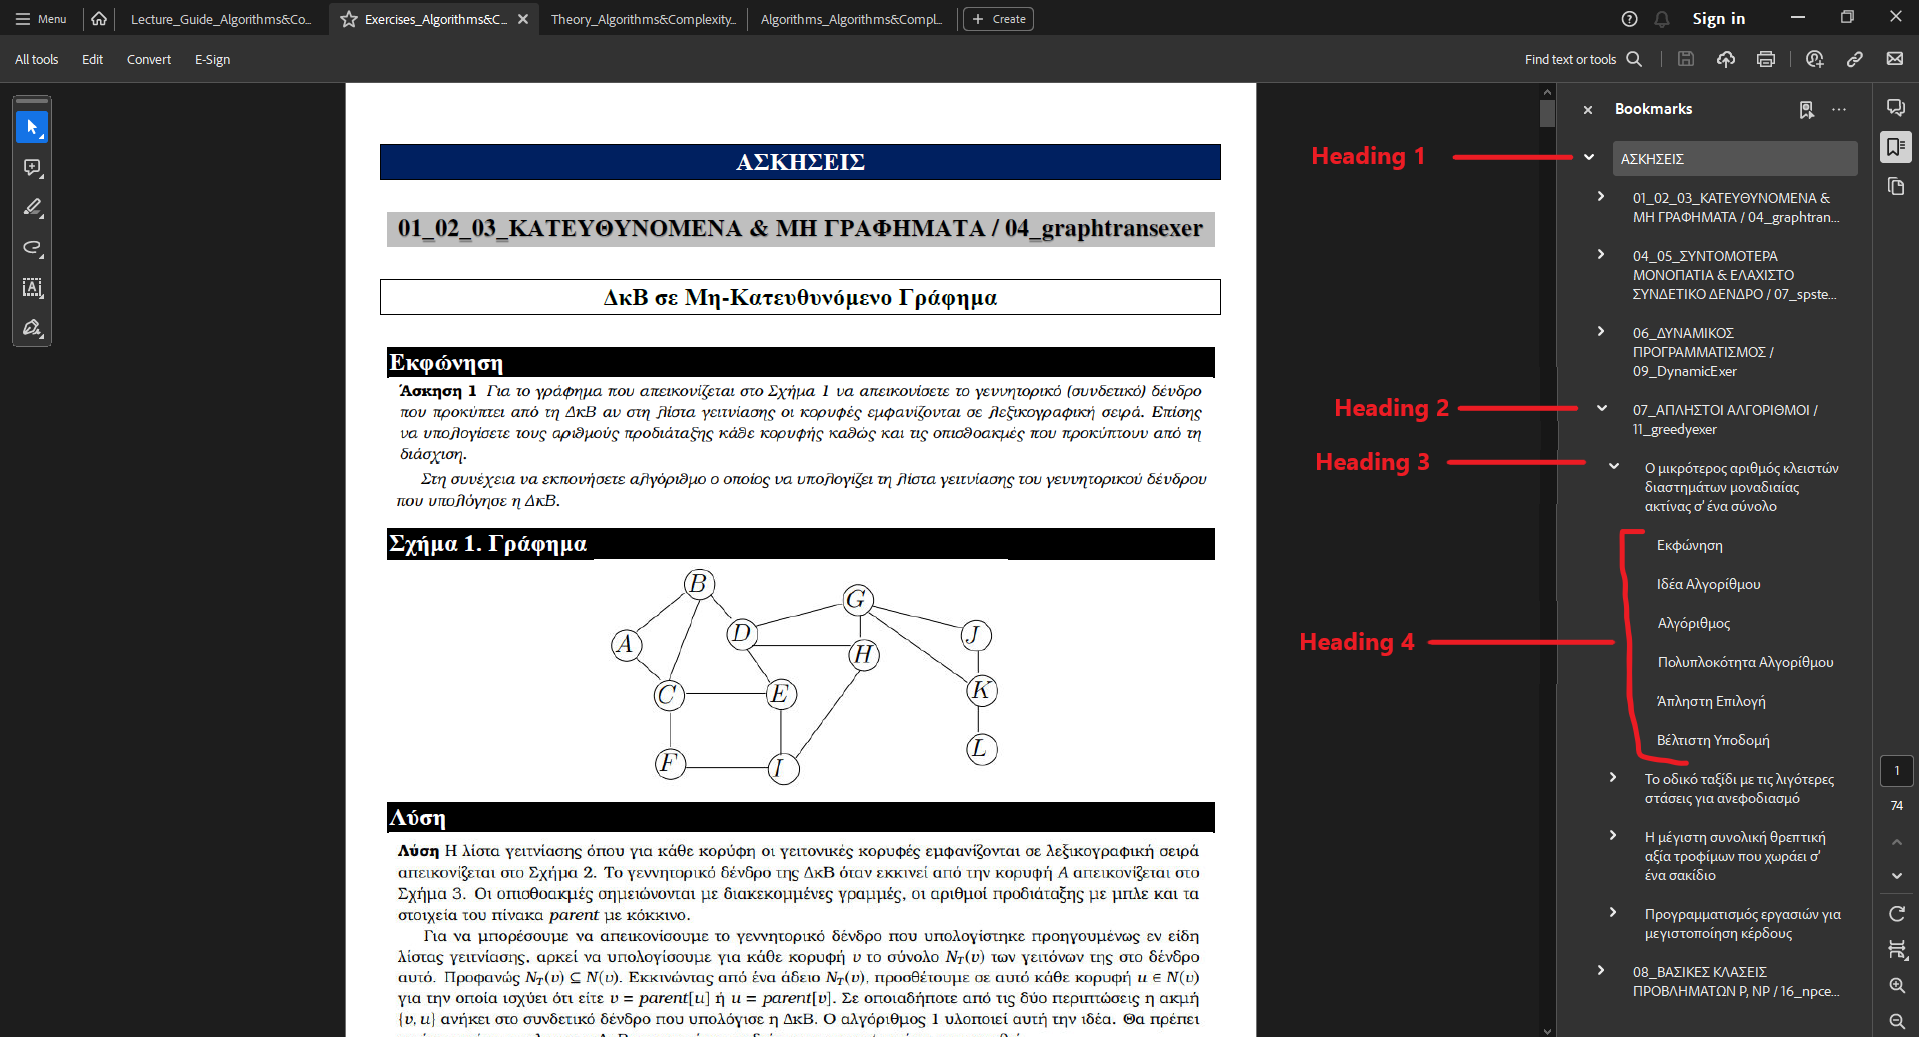 Menu
Lecture_Guide_Algorithms&Co...
Exercises_Algorithms&C...
Theory_Algorithms&Complexity...
Algorithms_Algorithms&Compl...
Create
Sign in
All tools
Edit
Convert
E-Sign
Find text or tools
ΑΣΚΗΣΕΙΣ
01_02_03_ΚΑΤΕΥΘΥΝΟΜΕΝΑ & ΜΗ ΓΡΑΦΗΜΑΤΑ / 04_graphtransexer
ΔκΒ σε Μη-Κατευθυνόμενο Γράφημα
Εκφώνηση
Άσκηση 1 Για το γράφημα που απεικονίζεται στο Σχήμα 1 να απεικονίσετε το γεννητορικό (συνδετικό) δένδρο
που προκύπτει από τη ΔκΒ αν στη λίστα γειτνίασης οι κορυφές εμφανίζονται σε λεξικογραφική σειρά. Επίσης
να υπολογίσετε τους αριθμούς προδιάταξης κάθε κορυφής καθώς και τις οπισθοακμές που προκύπτουν από τη
διάσχιση.
Στη συνέχεια να εκπονήσετε αλγόριθμο ο οποίος να υπολογίζει τη λίστα γειτνίασης του γεννητορικού δένδρου
που υπολόγησε η ΔκΒ.
Σχήμα 1. Γράφημα
B
G
A
D
J
H
C
E
K
F
I
L
Λύση
Λύση Η λίστα γειτνίασης όπου για κάθε κορύφη οι γειτονικές κορυφές εμφανίζονται σε λεξικογραφική σειρά
απεικονίζεται στο Σχήμα 2. Το γεννητορικό δένδρο της ΔκΒ όταν εκκινεί από την κορυφή A απεικονίζεται στο
Σχήμα 3. Οι οπισθοακμές σημειώνονται με διακεκομμένες γραμμές, οι αριθμοί προδιάταξης με μπλε και τα
στοιχεία του πίνακα parent με κόκκινο.
Για να μπορέσουμε να απεικονίσουμε το γεννητορικό δένδρο που υπολογίστηκε προηγουμένως εν είδη
λίστας γειτνίασης, αρκεί να υπολογίσουμε για κάθε κορυφή v το σύνολο N_T(v) των γειτόνων της στο δένδρο
αυτό. Προφανώς N_T(v) ⊆ N(v). Εκκινώντας από ένα άδειο N_T(v), προσθέτουμε σε αυτό κάθε κορυφή u ∈ N(v)
για την οποία ισχύει ότι είτε v = parent[u] ή u = parent[v]. Σε οποιαδήποτε από τις δύο περιπτώσεις η ακμή
{v, u} ανήκει στο συνδετικό δένδρο που υπολόγισε η ΔκΒ. Ο αλγόριθμος 1 υλοποιεί αυτή την ιδέα. Θα πρέπει
Heading 1
Heading 2
Heading 3
Heading 4
Bookmarks
ΑΣΚΗΣΕΙΣ
01_02_03_ΚΑΤΕΥΘΥΝΟΜΕΝΑ &
ΜΗ ΓΡΑΦΗΜΑΤΑ / 04_graphtran...
04_05_ΣΥΝΤΟΜΟΤΕΡΑ
ΜΟΝΟΠΑΤΙΑ & ΕΛΑΧΙΣΤΟ
ΣΥΝΔΕΤΙΚΟ ΔΕΝΔΡΟ / 07_spste...
06_ΔΥΝΑΜΙΚΟΣ
ΠΡΟΓΡΑΜΜΑΤΙΣΜΟΣ /
09_DynamicExer
07_ΑΠΛΗΣΤΟΙ ΑΛΓΟΡΙΘΜΟΙ /
11_greedyexer
Ο μικρότερος αριθμός κλειστών
διαστημάτων μοναδιαίας
ακτίνας σ' ένα σύνολο
Εκφώνηση
Ιδέα Αλγορίθμου
Αλγόριθμος
Πολυπλοκότητα Αλγορίθμου
Άπληστη Επιλογή
Βέλτιστη Υποδομή
Το οδικό ταξίδι με τις λιγότερες
στάσεις για ανεφοδιασμό
Η μέγιστη συνολική θρεπτική
αξία τροφίμων που χωράει σ'
ένα σακίδιο
Προγραμματισμός εργασιών για
μεγιστοποίηση κέρδους
08_ΒΑΣΙΚΕΣ ΚΛΑΣΕΙΣ
ΠΡΟΒΛΗΜΑΤΩΝ P, NP / 16_npce...
1
74